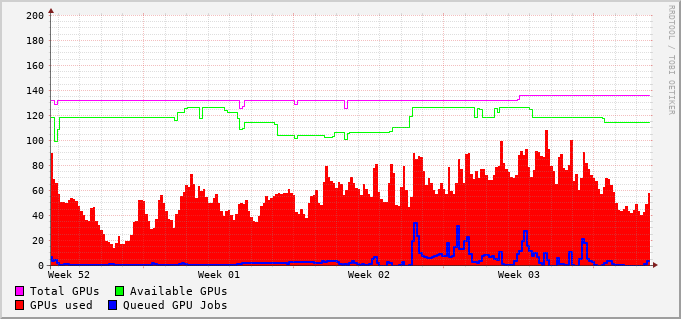 200
180
160
140
120
100
80
60
40
20
0
Week 52 Week 01 Week 02 Week 03
Total GPUs Available GPUs
GPUs used Queued GPU Jobs
RRDTOOL / TOBI OETIKER